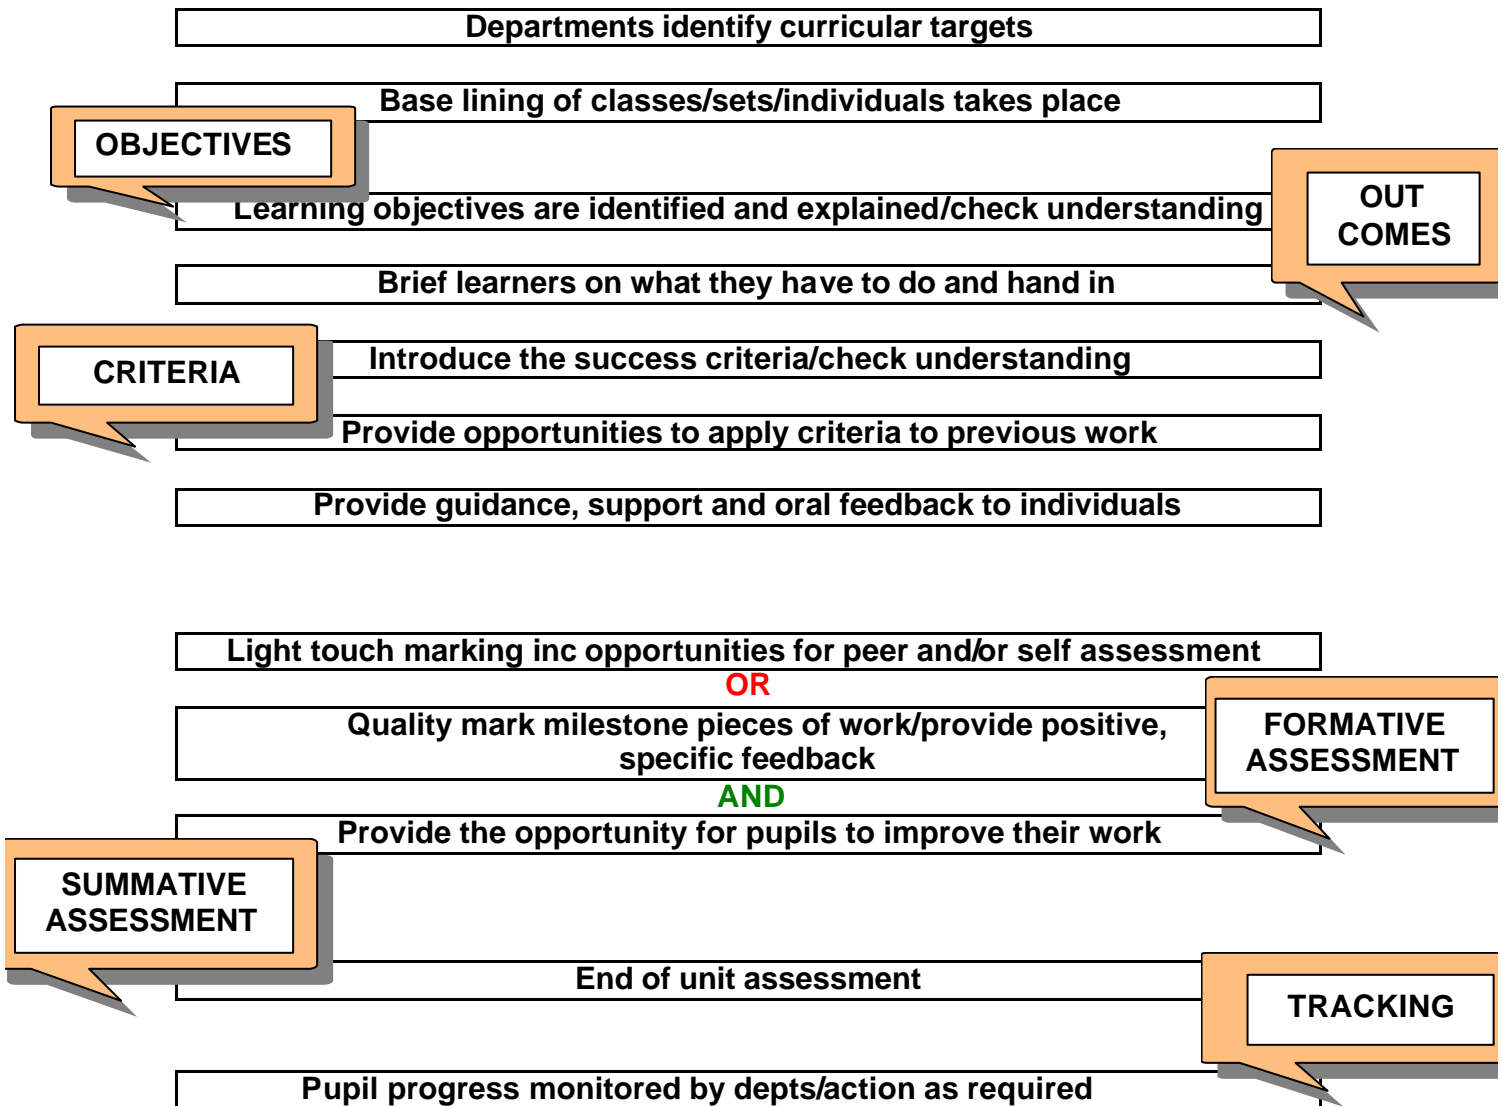 Departments identify curricular targets
Base lining of classes/sets/individuals takes place
OBJECTIVES
Learning objectives are identified and explained/check understanding
OUT
COMES
Brief learners on what they have to do and hand in
Introduce the success criteria/check understanding
CRITERIA
Provide opportunities to apply criteria to previous work
Provide guidance, support and oral feedback to individuals
Light touch marking inc opportunities for peer and/or self assessment
OR
Quality mark milestone pieces of work/provide positive,
specific feedback
FORMATIVE
ASSESSMENT
AND
Provide the opportunity for pupils to improve their work
SUMMATIVE
ASSESSMENT
End of unit assessment
TRACKING
Pupil progress monitored by depts/action as required